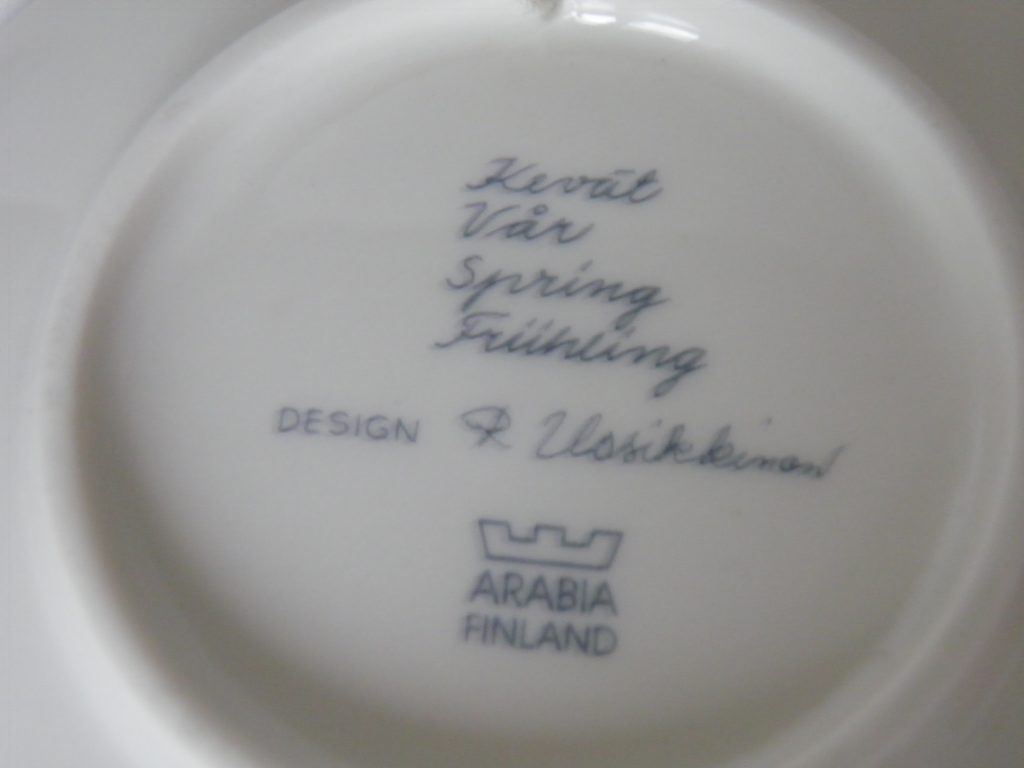 Kevät
Vår
Spring
Frühling
DESIGN R Uosikkinen
ARABIA
FINLAND